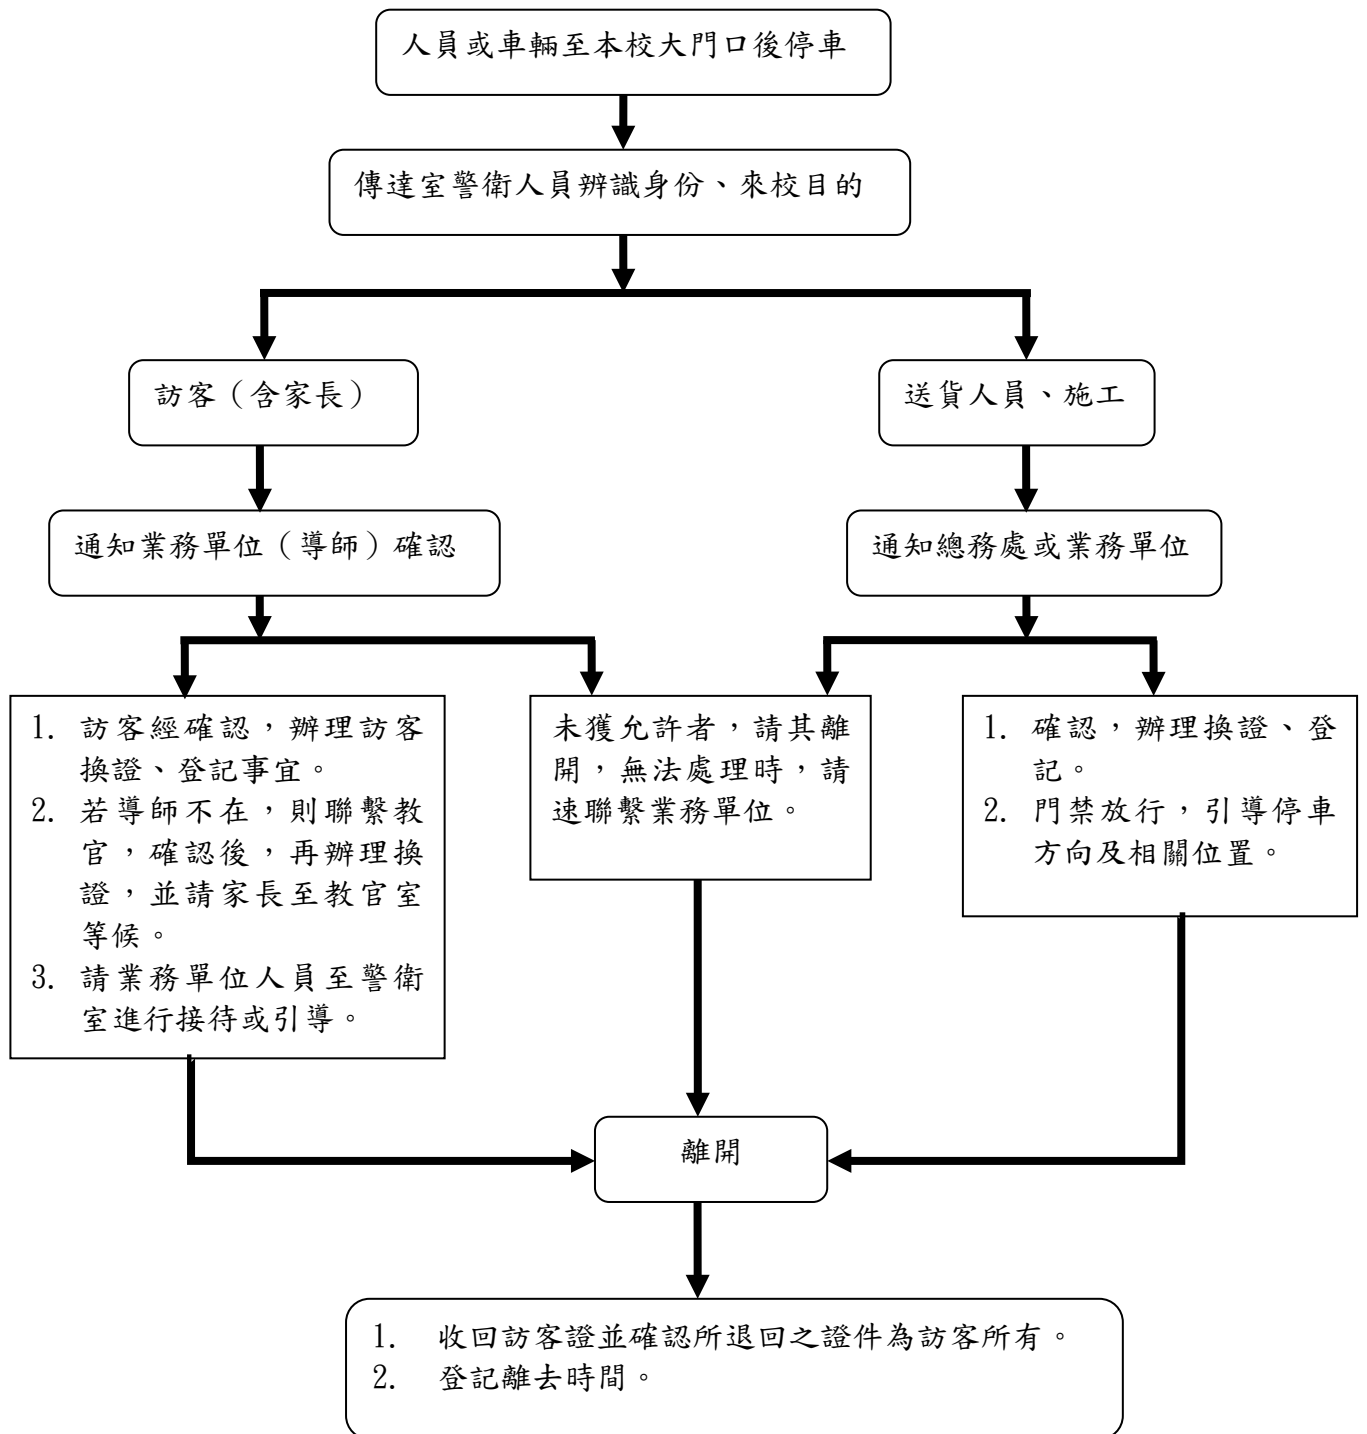 人員或車輛至本校大門口後停車
傳達室警衛人員辨識身份、來校目的
訪客（含家長）
送貨人員、施工
通知業務單位（導師）確認
通知總務處或業務單位
1. 訪客經確認，辦理訪客
換證、登記事宜。
2. 若導師不在，則聯繫教
官，確認後，再辦理換
證，並請家長至教官室
等候。
3. 請業務單位人員至警衛
室進行接待或引導。
未獲允許者，請其離
開，無法處理時，請
速聯繫業務單位。
1. 確認，辦理換證、登
記。
2. 門禁放行，引導停車
方向及相關位置。
離開
1. 收回訪客證並確認所退回之證件為訪客所有。
2. 登記離去時間。